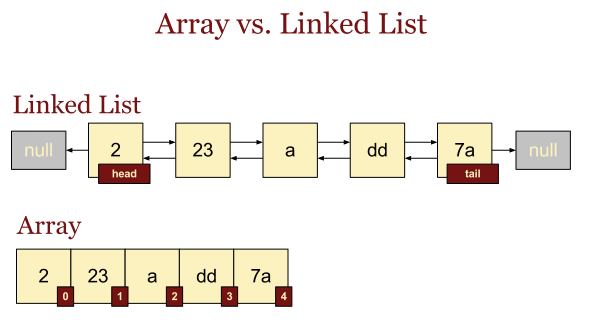 Array vs. Linked List
Linked List
null 2 23 a dd 7a null
head tail
Array
2 23 a dd 7a
0 1 2 3 4